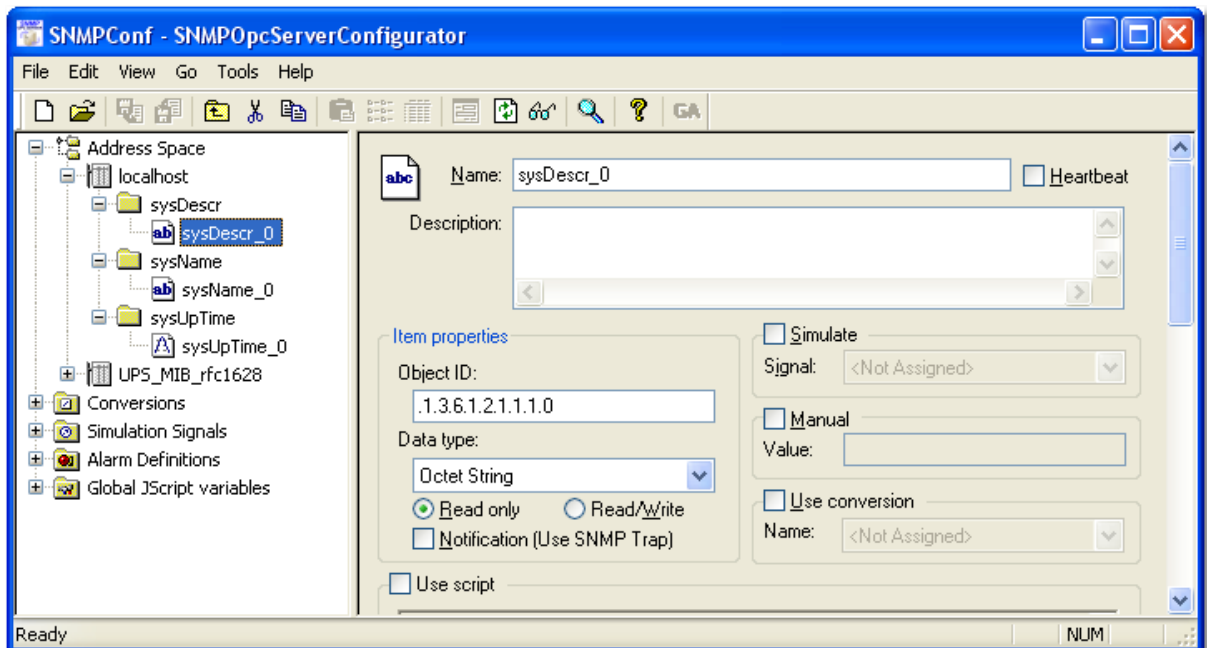 SNMPConf - SNMPOpcServerConfigurator
File Edit View Go Tools Help
GA
Address Space
localhost
sysDescr
sysDescr_0
sysName
sysName_0
sysUpTime
sysUpTime_0
UPS_MIB_rfc1628
Conversions
Simulation Signals
Alarm Definitions
Global JScript variables
abc Name: sysDescr_0 Heartbeat
Description:
Item properties
Object ID:
.1.3.6.1.2.1.1.1.0
Data type:
Octet String
Read only Read/Write
Notification (Use SNMP Trap)
Simulate
Signal: <Not Assigned>
Manual
Value:
Use conversion
Name: <Not Assigned>
Use script
Ready NUM